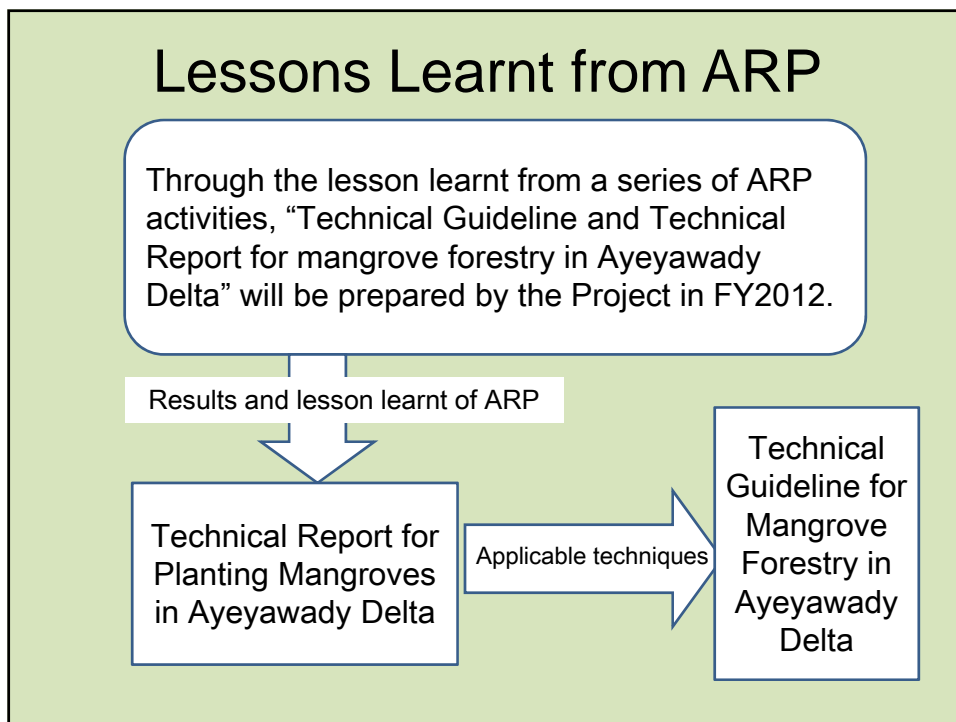 Lessons Learnt from ARP
Through the lesson learnt from a series of ARP
activities, “Technical Guideline and Technical
Report for mangrove forestry in Ayeyawady
Delta” will be prepared by the Project in FY2012.
Results and lesson learnt of ARP
Technical Report for
Planting Mangroves
in Ayeyawady Delta
Applicable techniques
Technical
Guideline for
Mangrove
Forestry in
Ayeyawady
Delta